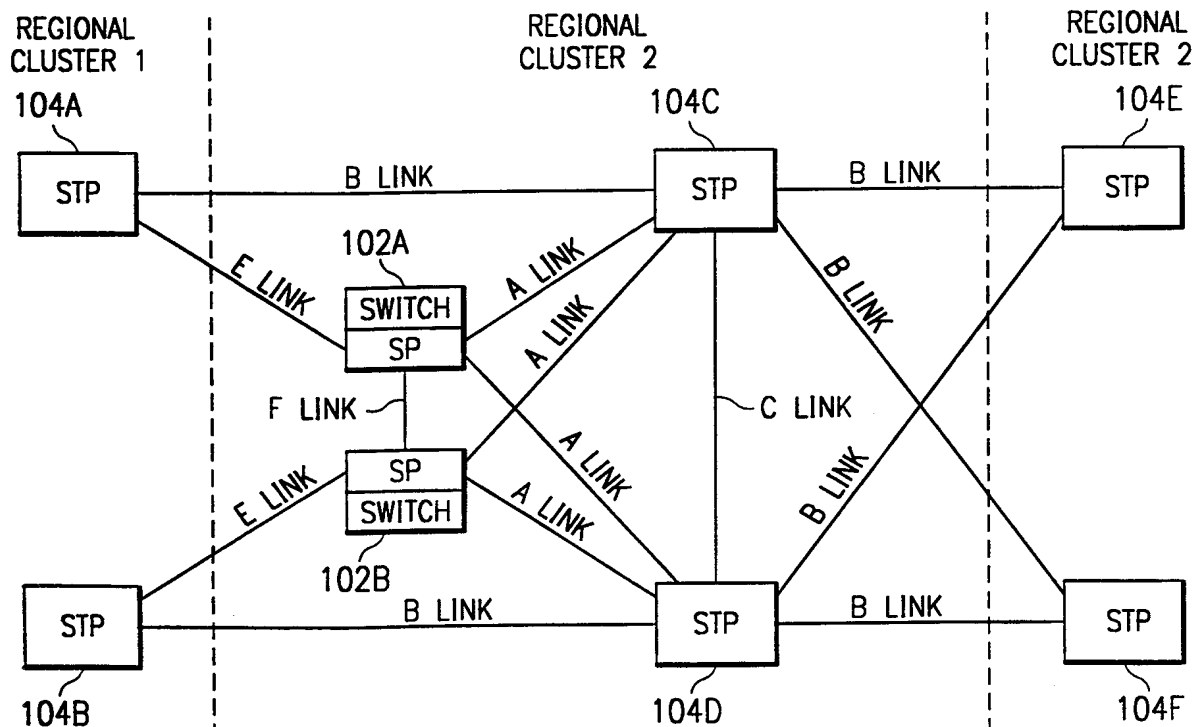 REGIONAL
CLUSTER 1
REGIONAL
CLUSTER 2
REGIONAL
CLUSTER 2
104A
104C
104E
STP
B LINK
STP
B LINK
STP
102A
E LINK
A LINK
B LINK
SWITCH
SP
A LINK
F LINK
C LINK
SP
SWITCH
A LINK
E LINK
A LINK
B LINK
102B
STP
B LINK
STP
B LINK
STP
104B
104D
104F